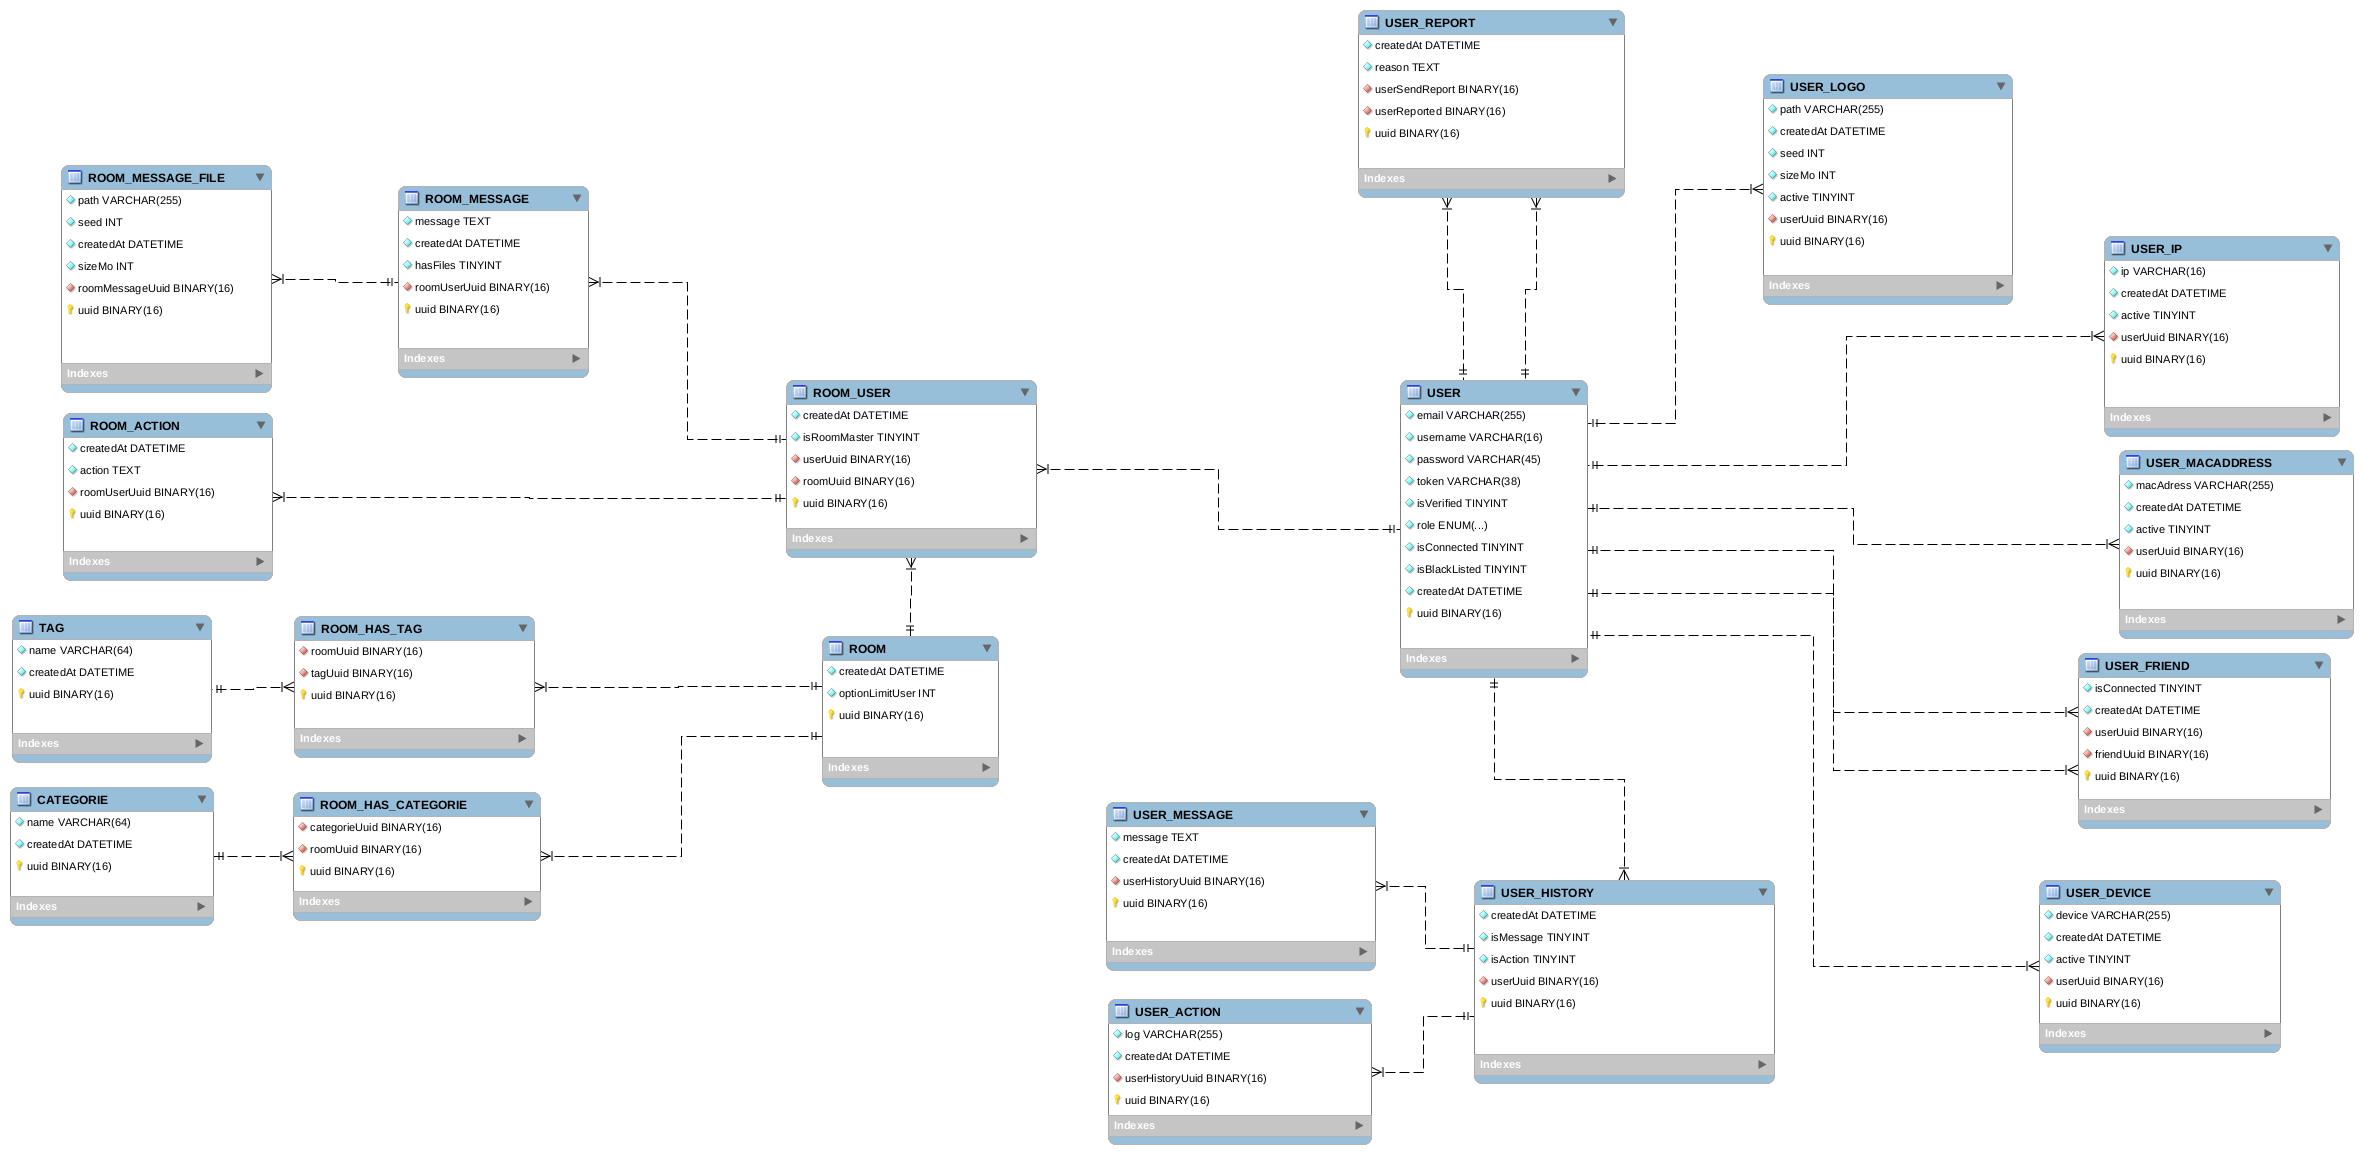 USER_REPORT
createdAt DATETIME
reason TEXT
userSendReport BINARY(16)
userReported BINARY(16)
uuid BINARY(16)
Indexes
USER_LOGO
path VARCHAR(255)
createdAt DATETIME
seed INT
sizeMo INT
active TINYINT
userUuid BINARY(16)
uuid BINARY(16)
Indexes
ROOM_MESSAGE_FILE
path VARCHAR(255)
seed INT
createdAt DATETIME
sizeMo INT
roomMessageUuid BINARY(16)
uuid BINARY(16)
Indexes
ROOM_MESSAGE
message TEXT
createdAt DATETIME
hasFiles TINYINT
roomUserUuid BINARY(16)
uuid BINARY(16)
Indexes
USER_IP
ip VARCHAR(16)
createdAt DATETIME
active TINYINT
userUuid BINARY(16)
uuid BINARY(16)
Indexes
ROOM_USER
createdAt DATETIME
isRoomMaster TINYINT
userUuid BINARY(16)
roomUuid BINARY(16)
uuid BINARY(16)
Indexes
USER
email VARCHAR(255)
username VARCHAR(16)
password VARCHAR(45)
token VARCHAR(38)
isVerified TINYINT
role ENUM(...)
isConnected TINYINT
isBlackListed TINYINT
createdAt DATETIME
uuid BINARY(16)
Indexes
ROOM_ACTION
createdAt DATETIME
action TEXT
roomUserUuid BINARY(16)
uuid BINARY(16)
Indexes
USER_MACADDRESS
macAdress VARCHAR(255)
createdAt DATETIME
active TINYINT
userUuid BINARY(16)
uuid BINARY(16)
Indexes
TAG
name VARCHAR(64)
createdAt DATETIME
uuid BINARY(16)
Indexes
ROOM_HAS_TAG
roomUuid BINARY(16)
tagUuid BINARY(16)
uuid BINARY(16)
Indexes
ROOM
createdAt DATETIME
optionLimitUser INT
uuid BINARY(16)
Indexes
USER_FRIEND
isConnected TINYINT
createdAt DATETIME
userUuid BINARY(16)
friendUuid BINARY(16)
uuid BINARY(16)
Indexes
CATEGORIE
name VARCHAR(64)
createdAt DATETIME
uuid BINARY(16)
Indexes
ROOM_HAS_CATEGORIE
categorieUuid BINARY(16)
roomUuid BINARY(16)
uuid BINARY(16)
Indexes
USER_MESSAGE
message TEXT
createdAt DATETIME
userHistoryUuid BINARY(16)
uuid BINARY(16)
Indexes
USER_HISTORY
createdAt DATETIME
isMessage TINYINT
isAction TINYINT
userUuid BINARY(16)
uuid BINARY(16)
Indexes
USER_DEVICE
device VARCHAR(255)
createdAt DATETIME
active TINYINT
userUuid BINARY(16)
uuid BINARY(16)
Indexes
USER_ACTION
log VARCHAR(255)
createdAt DATETIME
userHistoryUuid BINARY(16)
uuid BINARY(16)
Indexes